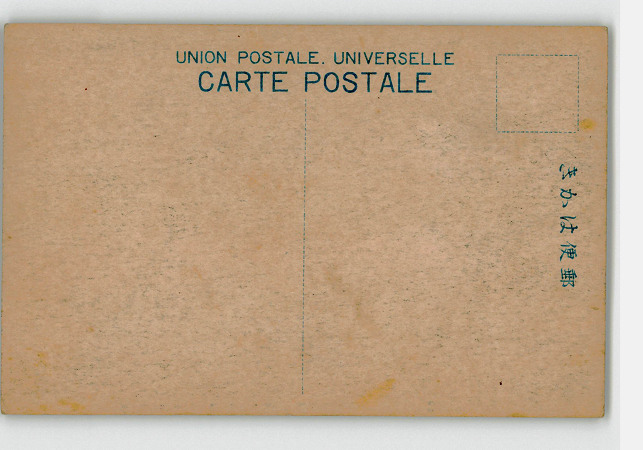 UNION POSTALE. UNIVERSELLE
CARTE POSTALE
きかは便郵